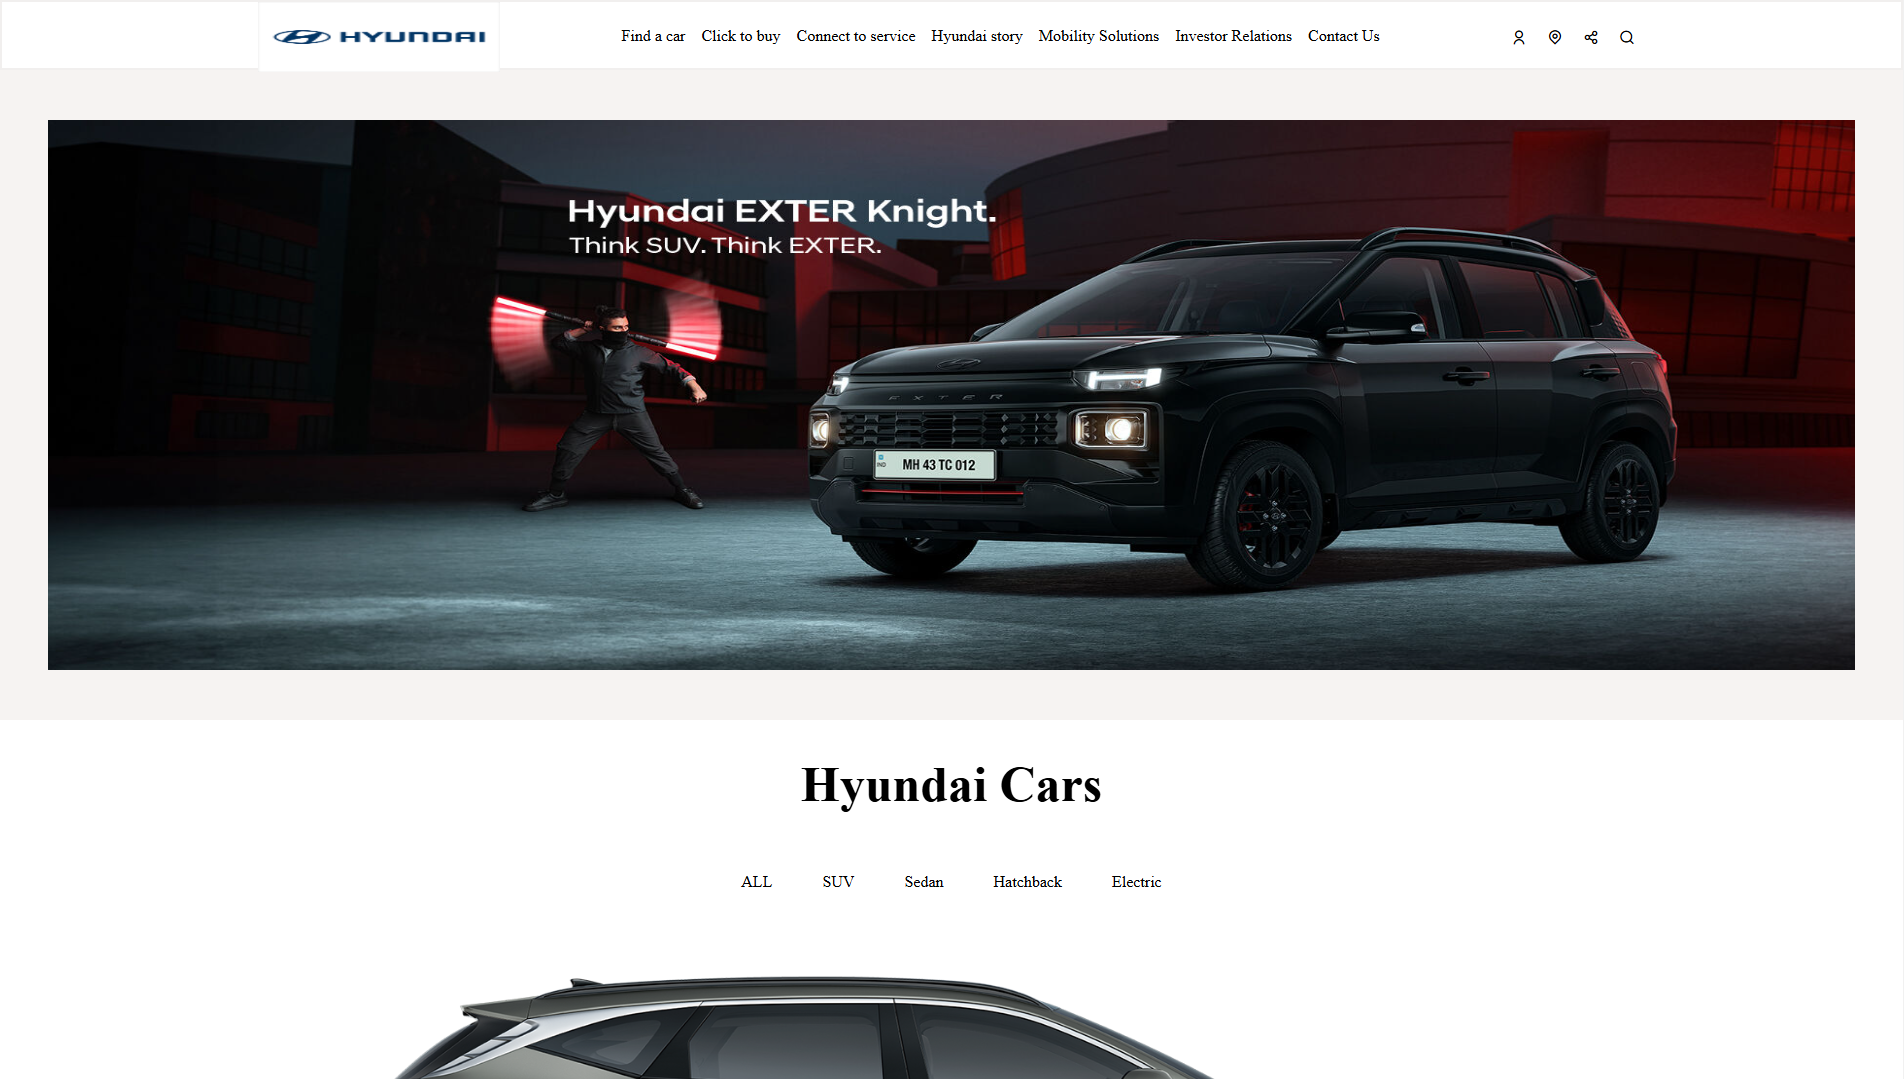 HYUNDAI
Find a car Click to buy Connect to service Hyundai story Mobility Solutions Investor Relations Contact Us
Hyundai EXTER Knight.
Think SUV. Think EXTER.
EXTER
IND
MH 43 TC 012
Hyundai Cars
ALL SUV Sedan Hatchback Electric